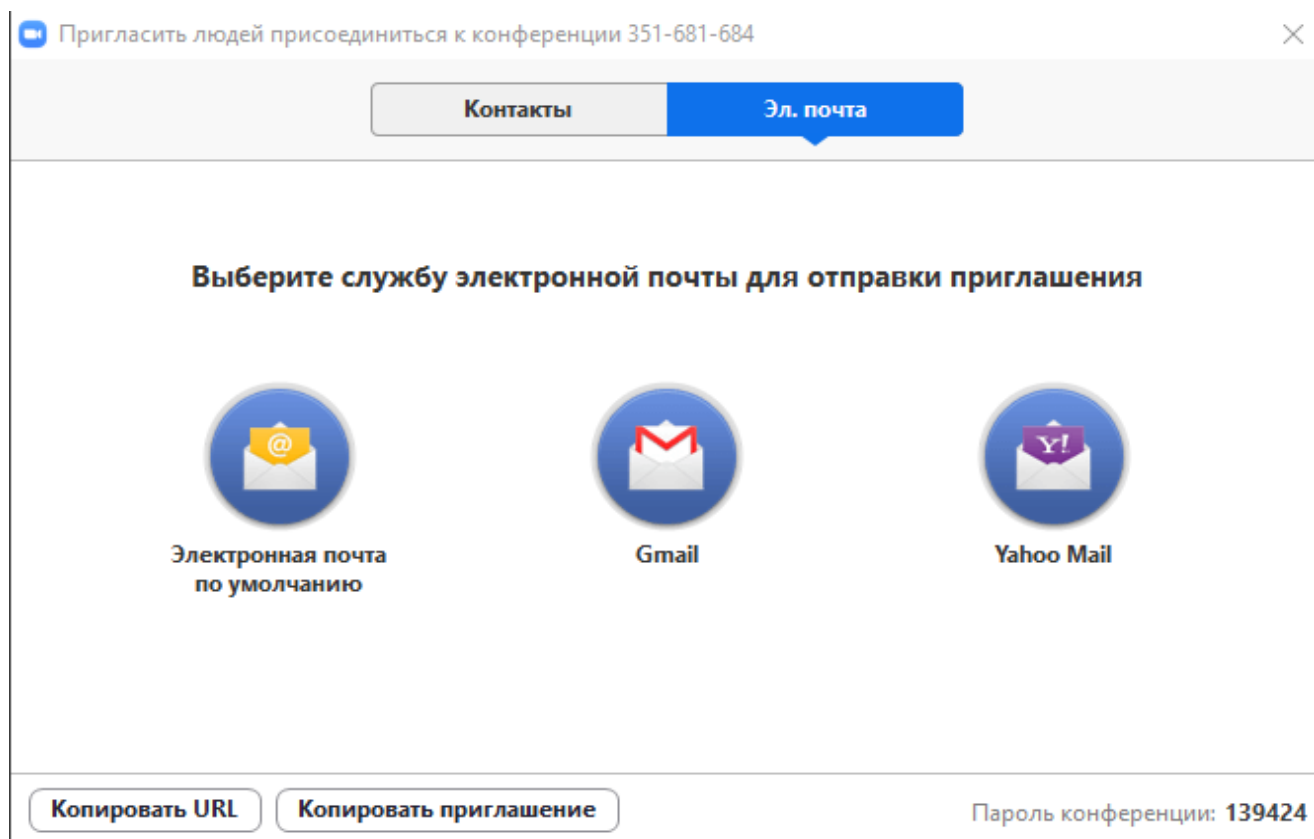 Пригласить людей присоединиться к конференции 351-681-684
Контакты
Эл. почта
Выберите службу электронной почты для отправки приглашения
@
Y!
Электронная почта
по умолчанию
Gmail
Yahoo Mail
Копировать URL
Копировать приглашение
Пароль конференции: 139424